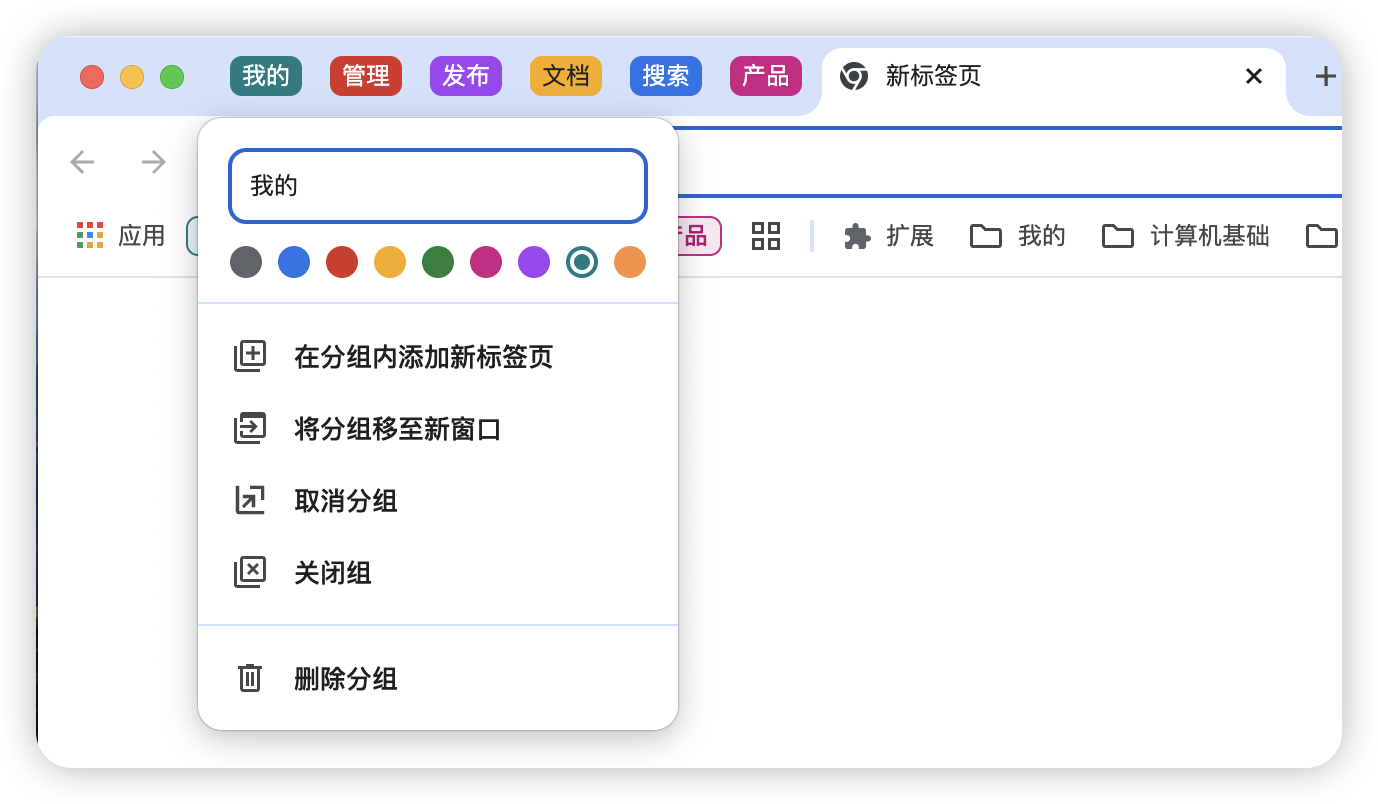 我的 管理 发布 文档 搜索 产品 新标签页
我的
应用 品 扩展 我的 计算机基础
在分组内添加新标签页
将分组移至新窗口
取消分组
关闭组
删除分组